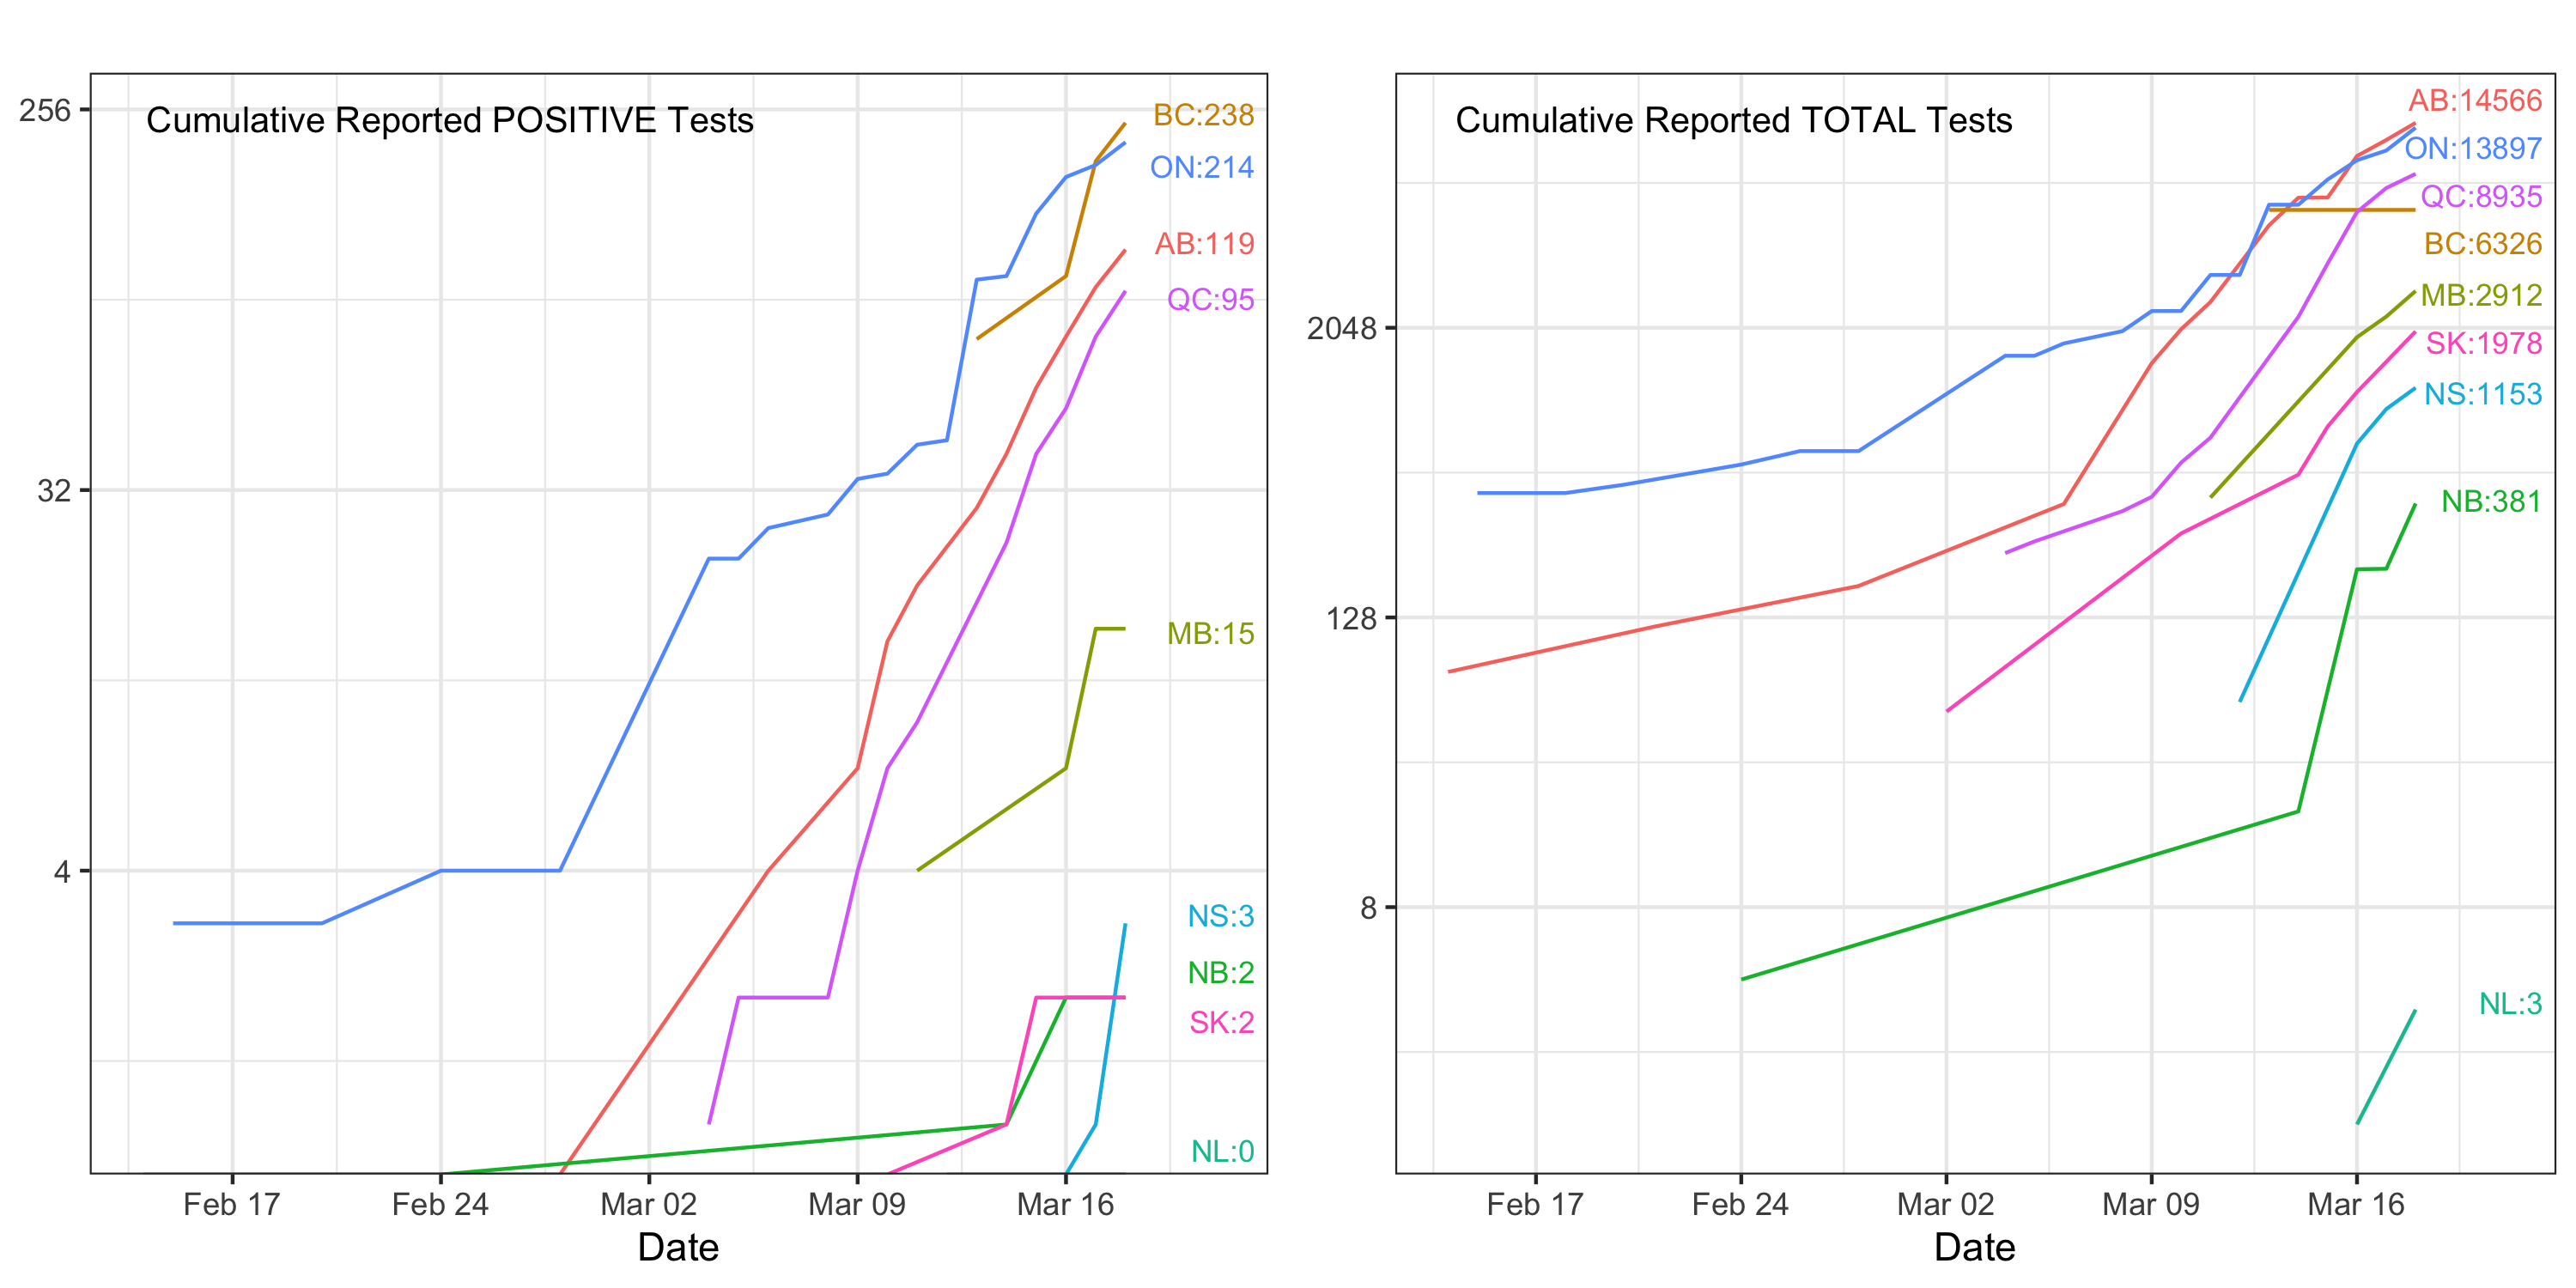 Cumulative Reported POSITIVE Tests
256
32
4
BC:238
ON:214
AB:119
QC:95
MB:15
NS:3
NB:2
SK:2
NL:0
Feb 17 Feb 24 Mar 02 Mar 09 Mar 16
Date
Cumulative Reported TOTAL Tests
2048
128
8
AB:14566
ON:13897
QC:8935
BC:6326
MB:2912
SK:1978
NS:1153
NB:381
NL:3
Feb 17 Feb 24 Mar 02 Mar 09 Mar 16
Date